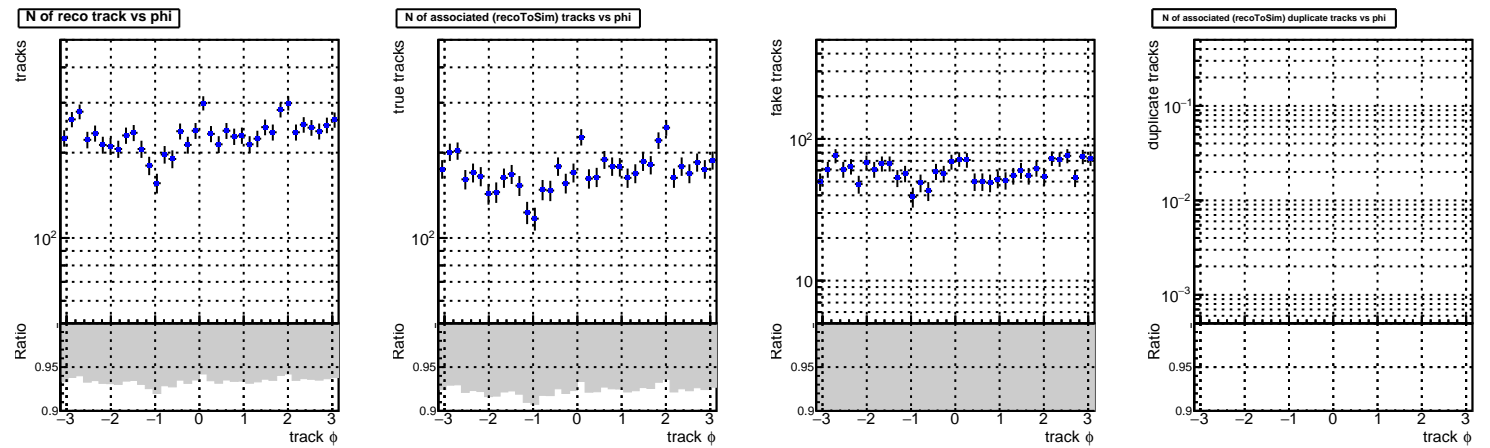 N of reco track vs phi
tracks
10²
Ratio
0.95
0.9
−3 −2 −1 0 1 2 3
track ϕ
N of associated (recoToSim) tracks vs phi
true tracks
10²
Ratio
0.95
0.9
−3 −2 −1 0 1 2 3
track ϕ
fake tracks
10²
10
Ratio
0.95
0.9
−3 −2 −1 0 1 2 3
track ϕ
N of associated (recoToSim) duplicate tracks vs phi
duplicate tracks
10⁻¹
10⁻²
10⁻³
Ratio
0.95
0.9
−3 −2 −1 0 1 2 3
track ϕ